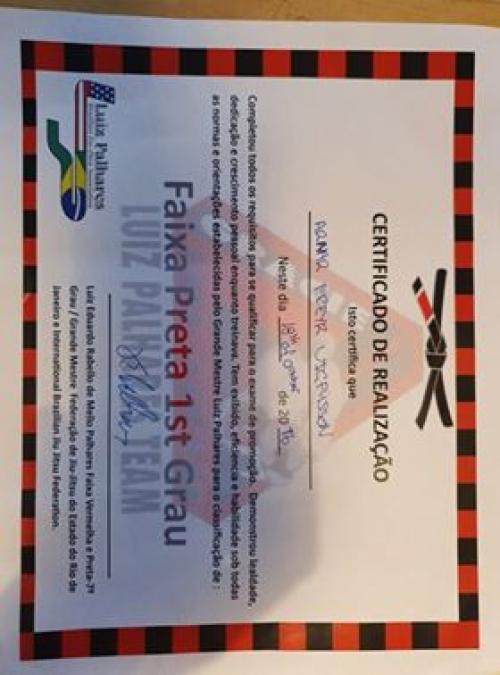 CERTIFICADO DE REALIZAÇÃO
Isto certifica que
Neste dia 18th of de 20
Completou todos os requisitos para se qualificar para o exame de promoção. Demonstrou lealdade,
dedicação e crescimento pessoal enquanto treinava. Tem exibido, eficiência e habilidade sob todas
as normas e orientações estabelecidas pelo Grande Mestre Luiz Palhares para o classificação de :
Faixa Preta 1st Grau
LUIZ PALHARES TEAM
Luiz Palhares
Luiz Eduardo Rabello de Mello Palhares Faixa Vermelha e Preta-7º
Grau / Grande Mestre Federação de Jiu-Jitsu do Estado do Rio de
Janeiro e International Brasilian Jiu Jitsu Federation.